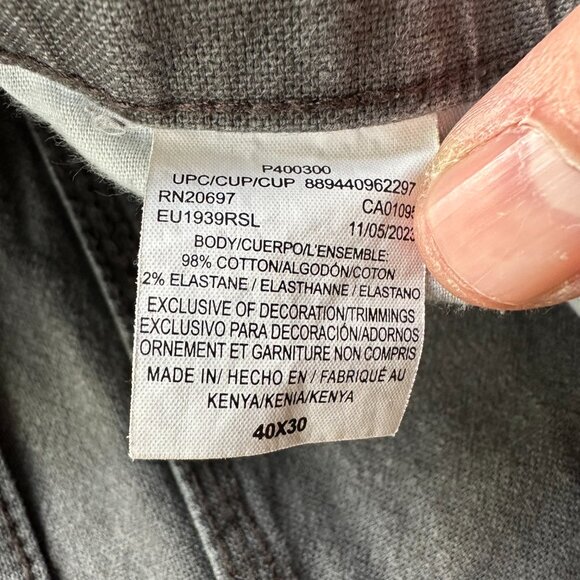 P400300
UPC/CUP/CUP 889440962297
RN20697 CA01095
EU1939RSL 11/05/2023
BODY/CUERPO/L'ENSEMBLE:
98% COTTON/ALGODÓN/COTON
2% ELASTANE / ELASTHANNE / ELASTANO
EXCLUSIVE OF DECORATION/TRIMMINGS
EXCLUSIVO PARA DECORACIÓN/ADORNOS
ORNEMENT ET GARNITURE NON COMPRIS
MADE IN/ HECHO EN / FABRIQUÉ AU
KENYA/KENIA/KENYA
40X30